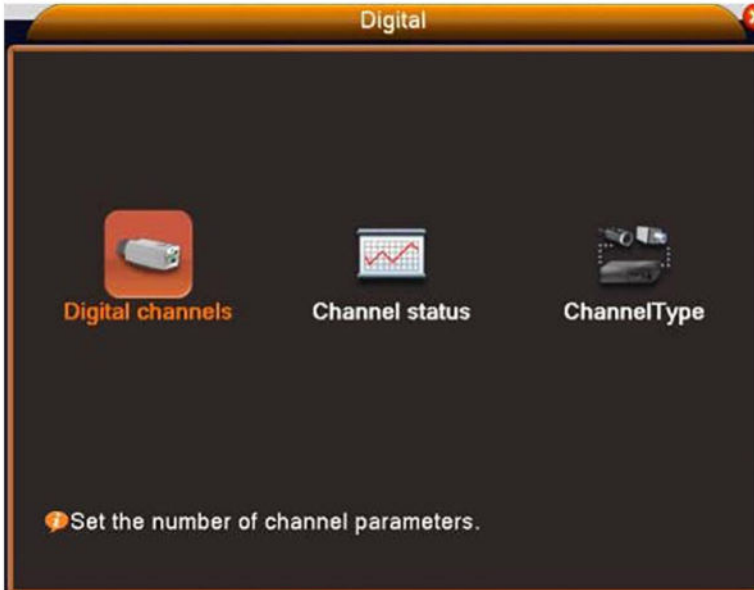 Digital
Digital channels
Channel status
ChannelType
Set the number of channel parameters.